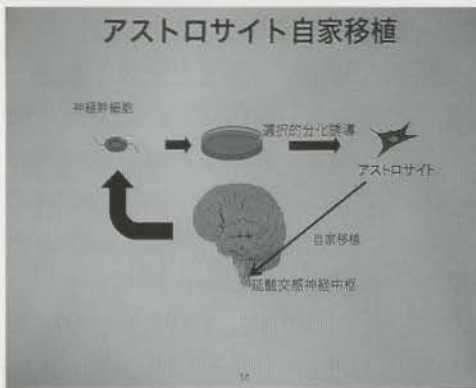 アストロサイト自家移植
神経幹細胞
選択的分化誘導
アストロサイト
自家移植
延髄交感神経中枢